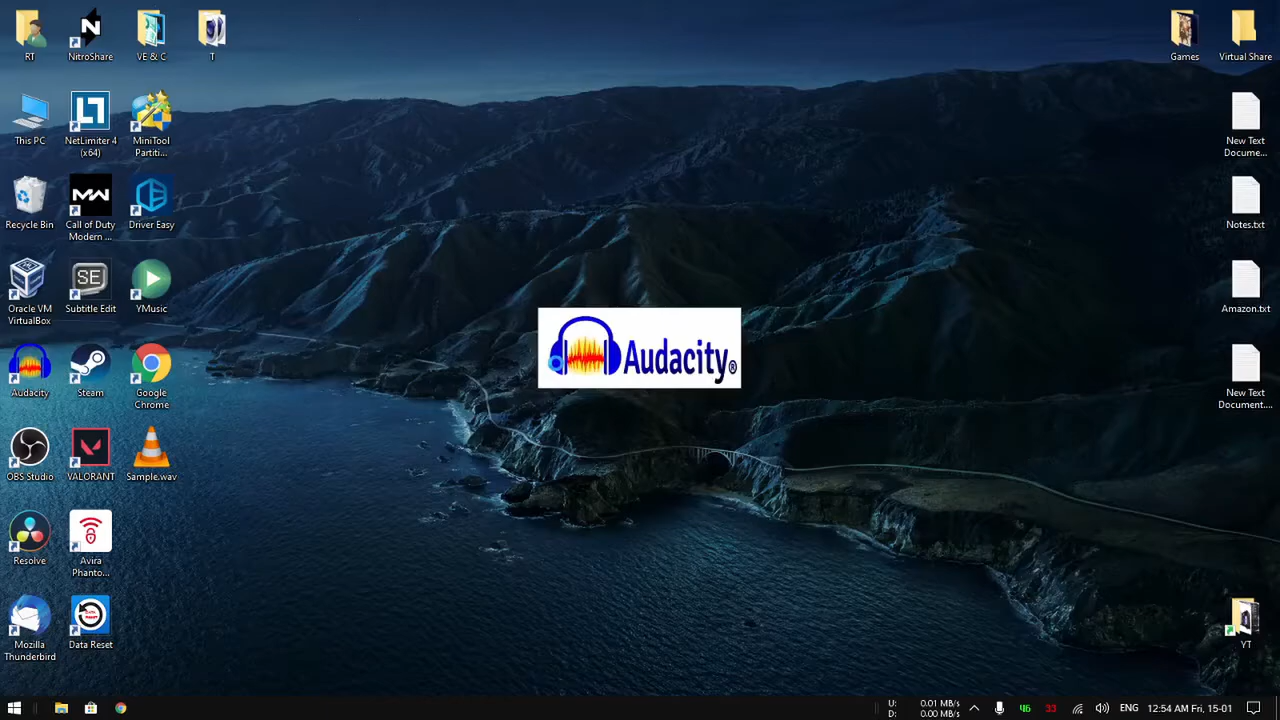 RT
NitroShare
VE & C
T
Games
Virtual Share
This PC
NetLimiter 4
(x64)
MiniTool
Partiti...
New Text
Docume...
Recycle Bin
Call of Duty
Modern ...
Driver Easy
Notes.txt
Oracle VM
VirtualBox
SE
Subtitle Edit
YMusic
Amazon.txt
Audacity®
Audacity
Steam
Google
Chrome
New Text
Document....
OBS Studio
VALORANT
Sample.wav
Resolve
Avira
Phanto...
Mozilla
Thunderbird
Data Reset
YT
U: 0.01 MB/s
D: 0.00 MB/s
46 33 ENG 12:54 AM Fri, 15-01